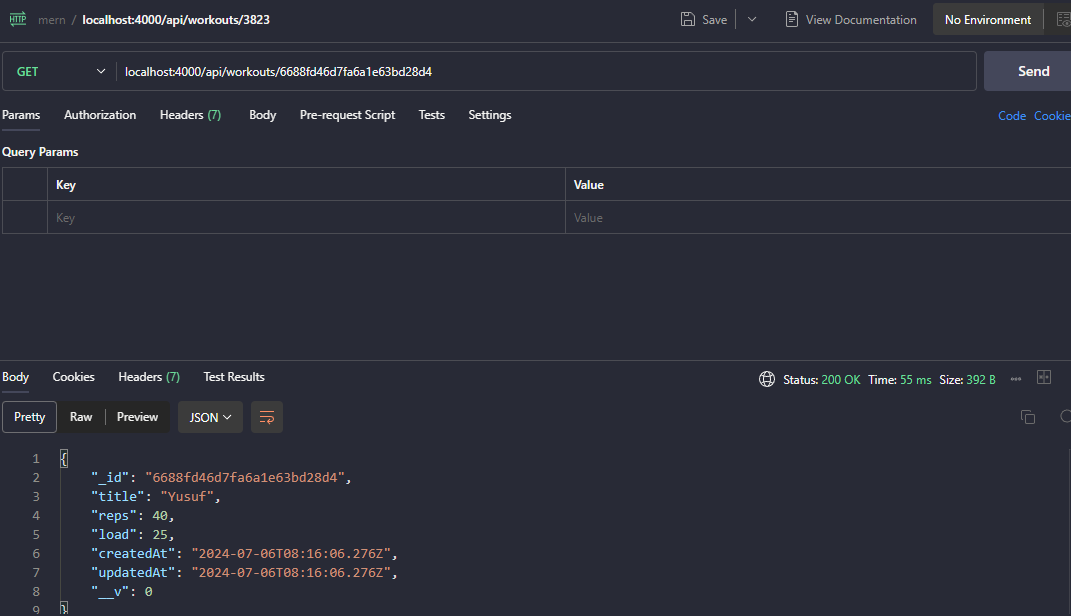 HTTP mern / localhost:4000/api/workouts/3823 Save View Documentation No Environment
GET localhost:4000/api/workouts/6688fd46d7fa6a1e63bd28d4 Send
Params Authorization Headers (7) Body Pre-request Script Tests Settings Code Cookie
Query Params
Key Value
Key Value
Body Cookies Headers (7) Test Results Status: 200 OK Time: 55 ms Size: 392 B
Pretty Raw Preview JSON
1 {
2 "_id": "6688fd46d7fa6a1e63bd28d4",
3 "title": "Yusuf",
4 "reps": 40,
5 "load": 25,
6 "createdAt": "2024-07-06T08:16:06.276Z",
7 "updatedAt": "2024-07-06T08:16:06.276Z",
8 "__v": 0
9 }